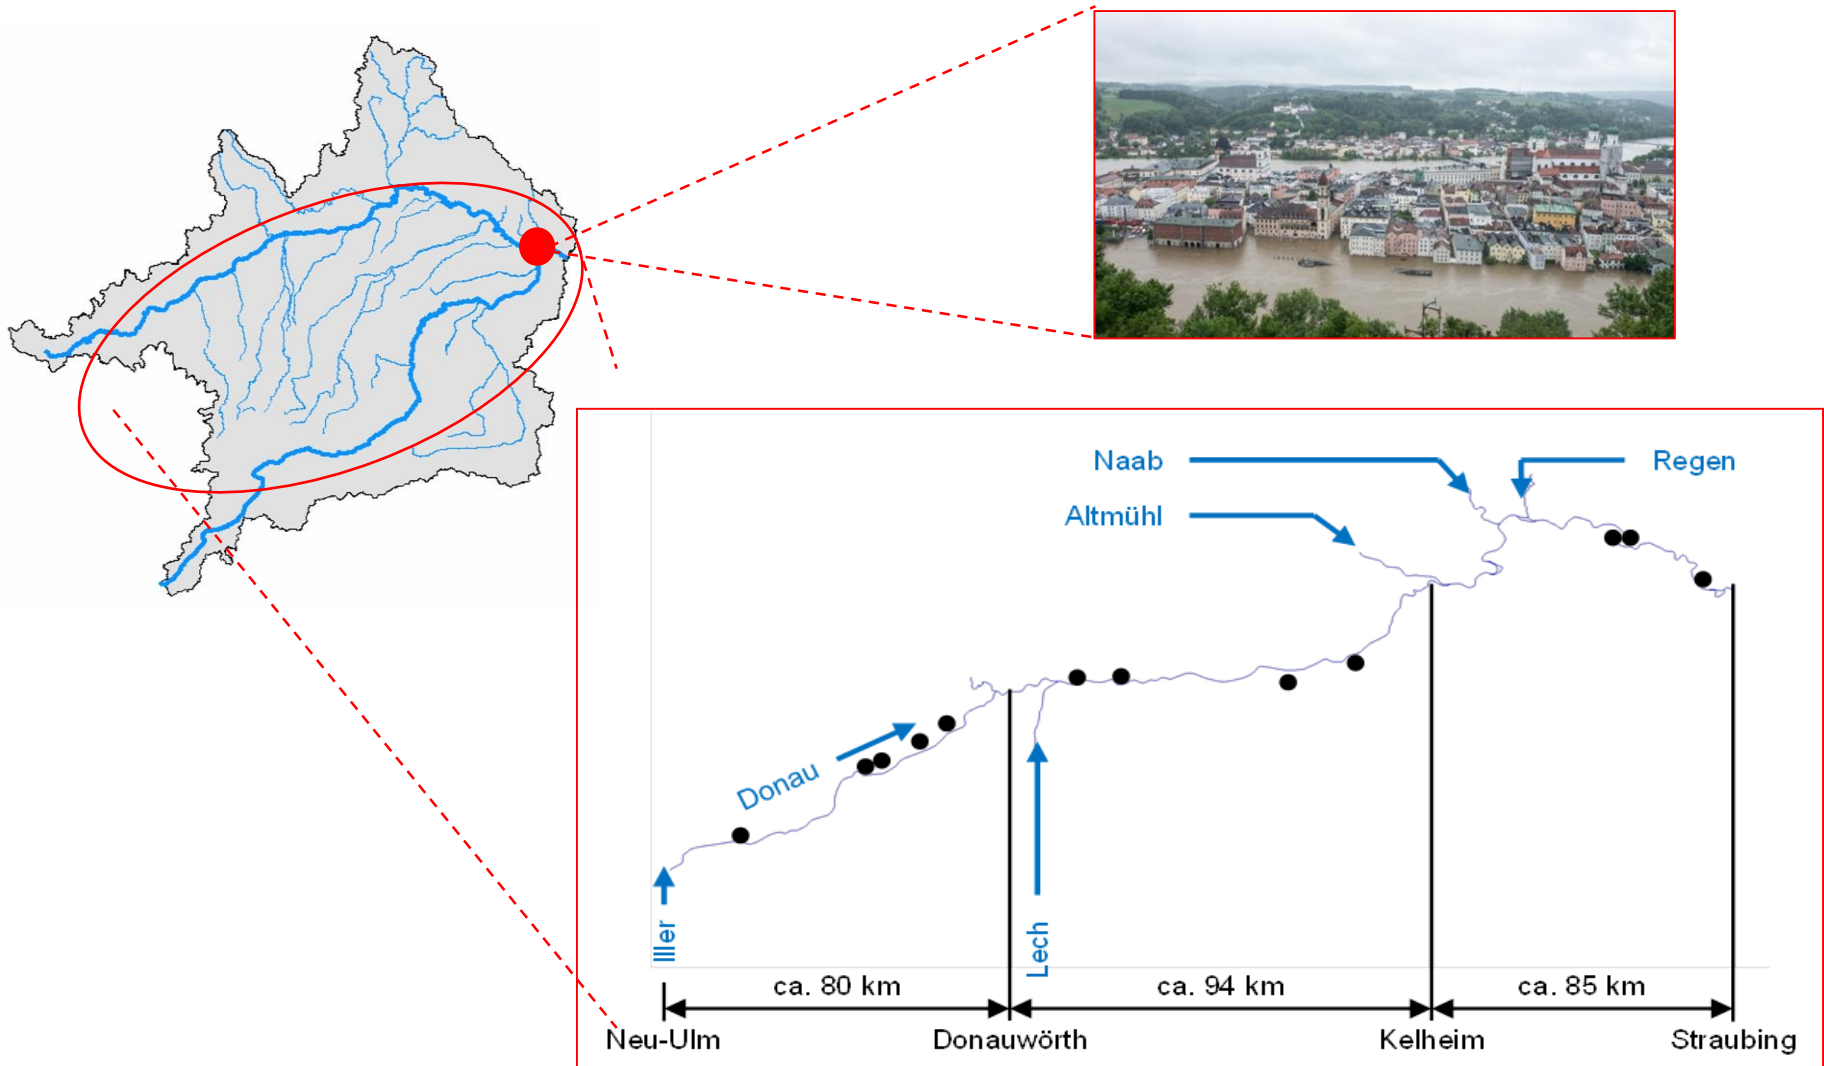 Naab
Regen
Altmühl
Donau
Iller
Lech
ca. 80 km
ca. 94 km
ca. 85 km
Neu-Ulm
Donauwörth
Kelheim
Straubing